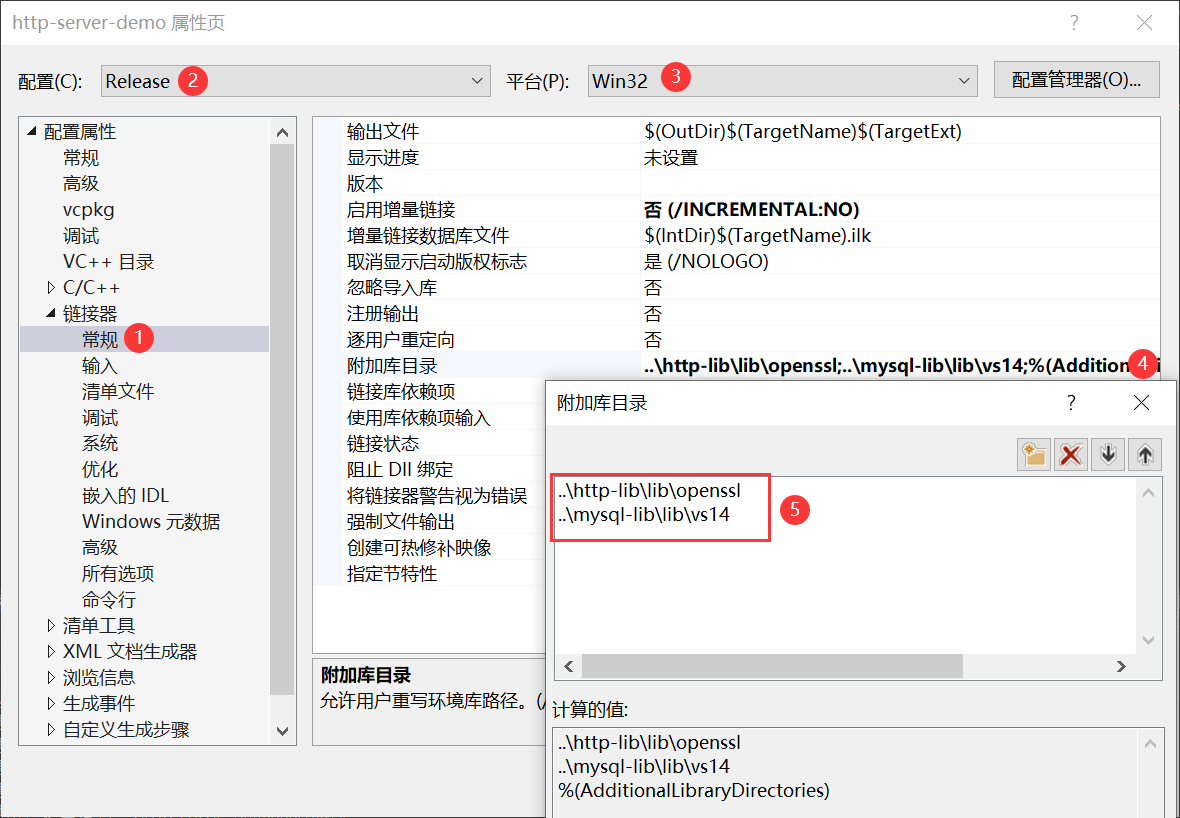 http-server-demo 属性页
?
配置(C):
Release
2
平台(P):
Win32
3
配置管理器(O)...
配置属性
常规
高级
vcpkg
调试
VC++ 目录
C/C++
链接器
常规
1
输入
清单文件
调试
系统
优化
嵌入的 IDL
Windows 元数据
高级
所有选项
命令行
清单工具
XML 文档生成器
浏览信息
生成事件
自定义生成步骤
输出文件 $(OutDir)$(TargetName)$(TargetExt)
显示进度 未设置
版本
启用增量链接 否 (/INCREMENTAL:NO)
增量链接数据库文件 $(IntDir)$(TargetName).ilk
取消显示启动版权标志 是 (/NOLOGO)
忽略导入库 否
注册输出 否
逐用户重定向 否
附加库目录 ..\http-lib\lib\openssl;..\mysql-lib\lib\vs14;%(Addition
4
链接库依赖项
使用库依赖项输入
链接状态
阻止 Dll 绑定
将链接器警告视为错误
强制文件输出
创建可热修补映像
指定节特性
附加库目录
允许用户重写环境库路径。(/
附加库目录
?
..\http-lib\lib\openssl
..\mysql-lib\lib\vs14
5
计算的值:
..\http-lib\lib\openssl
..\mysql-lib\lib\vs14
%(AdditionalLibraryDirectories)